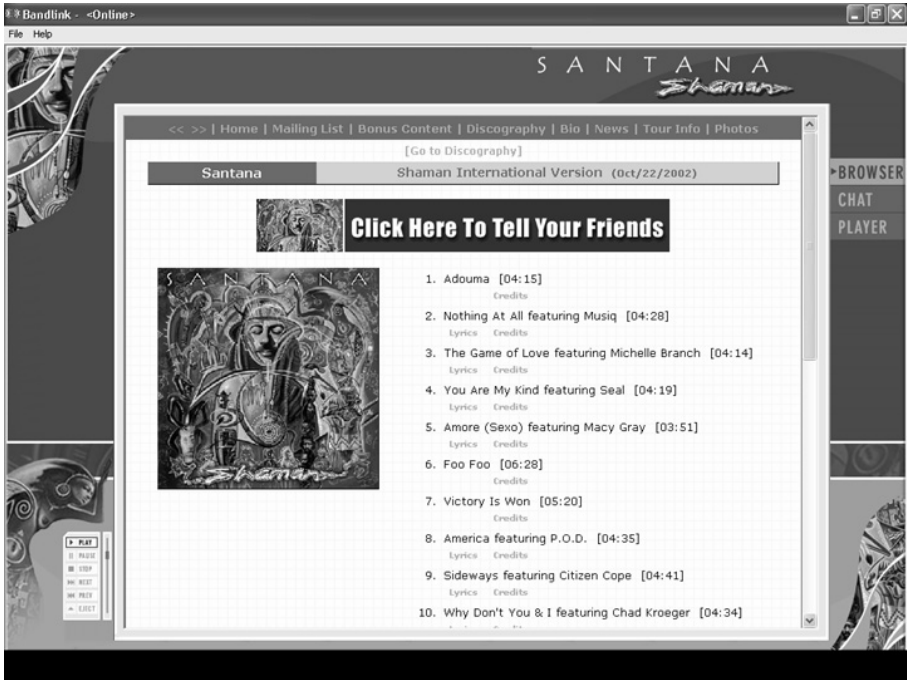 Bandlink - <Online>
File Help
SANTANA
Shaman
<< >> | Home | Mailing List | Bonus Content | Discography | Bio | News | Tour Info | Photos
[Go to Discography]
Santana Shaman International Version (Oct/22/2002)
BROWSER
CHAT
PLAYER
Click Here To Tell Your Friends
SANTANA
Shaman
1. Adouma [04:15]
Credits
2. Nothing At All featuring Musiq [04:28]
Lyrics Credits
3. The Game of Love featuring Michelle Branch [04:14]
Lyrics Credits
4. You Are My Kind featuring Seal [04:19]
Lyrics Credits
5. Amore (Sexo) featuring Macy Gray [03:51]
Lyrics Credits
6. Foo Foo [06:28]
Credits
7. Victory Is Won [05:20]
Credits
8. America featuring P.O.D. [04:35]
Lyrics Credits
9. Sideways featuring Citizen Cope [04:41]
Lyrics Credits
10. Why Don't You & I featuring Chad Kroeger [04:34]
PLAY
PAUSE
STOP
NEXT
PREV
EJECT